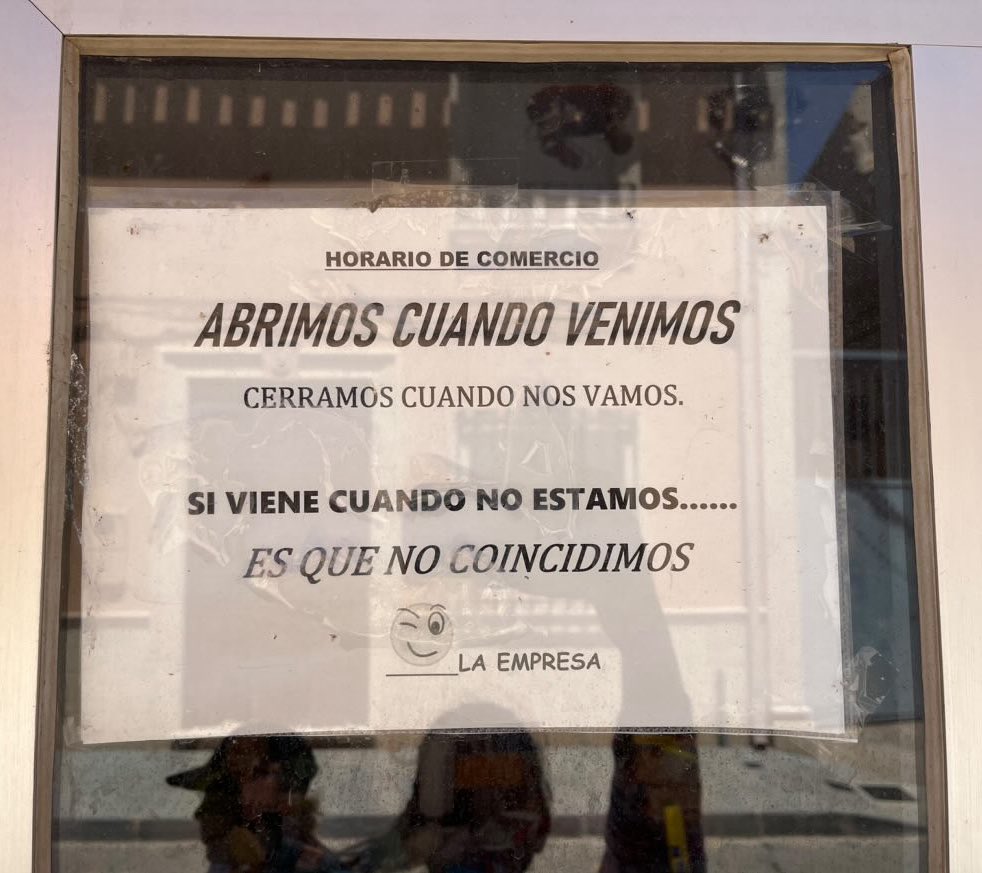 HORARIO DE COMERCIO
ABRIMOS CUANDO VENIMOS
CERRAMOS CUANDO NOS VAMOS.
SI VIENE CUANDO NO ESTAMOS......
ES QUE NO COINCIDIMOS
LA EMPRESA